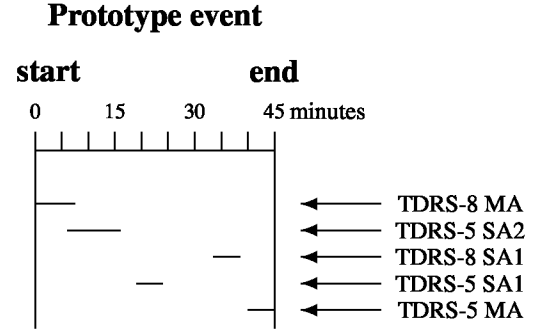 Prototype event
start end
0 15 30 45 minutes
TDRS-8 MA
TDRS-5 SA2
TDRS-8 SA1
TDRS-5 SA1
TDRS-5 MA